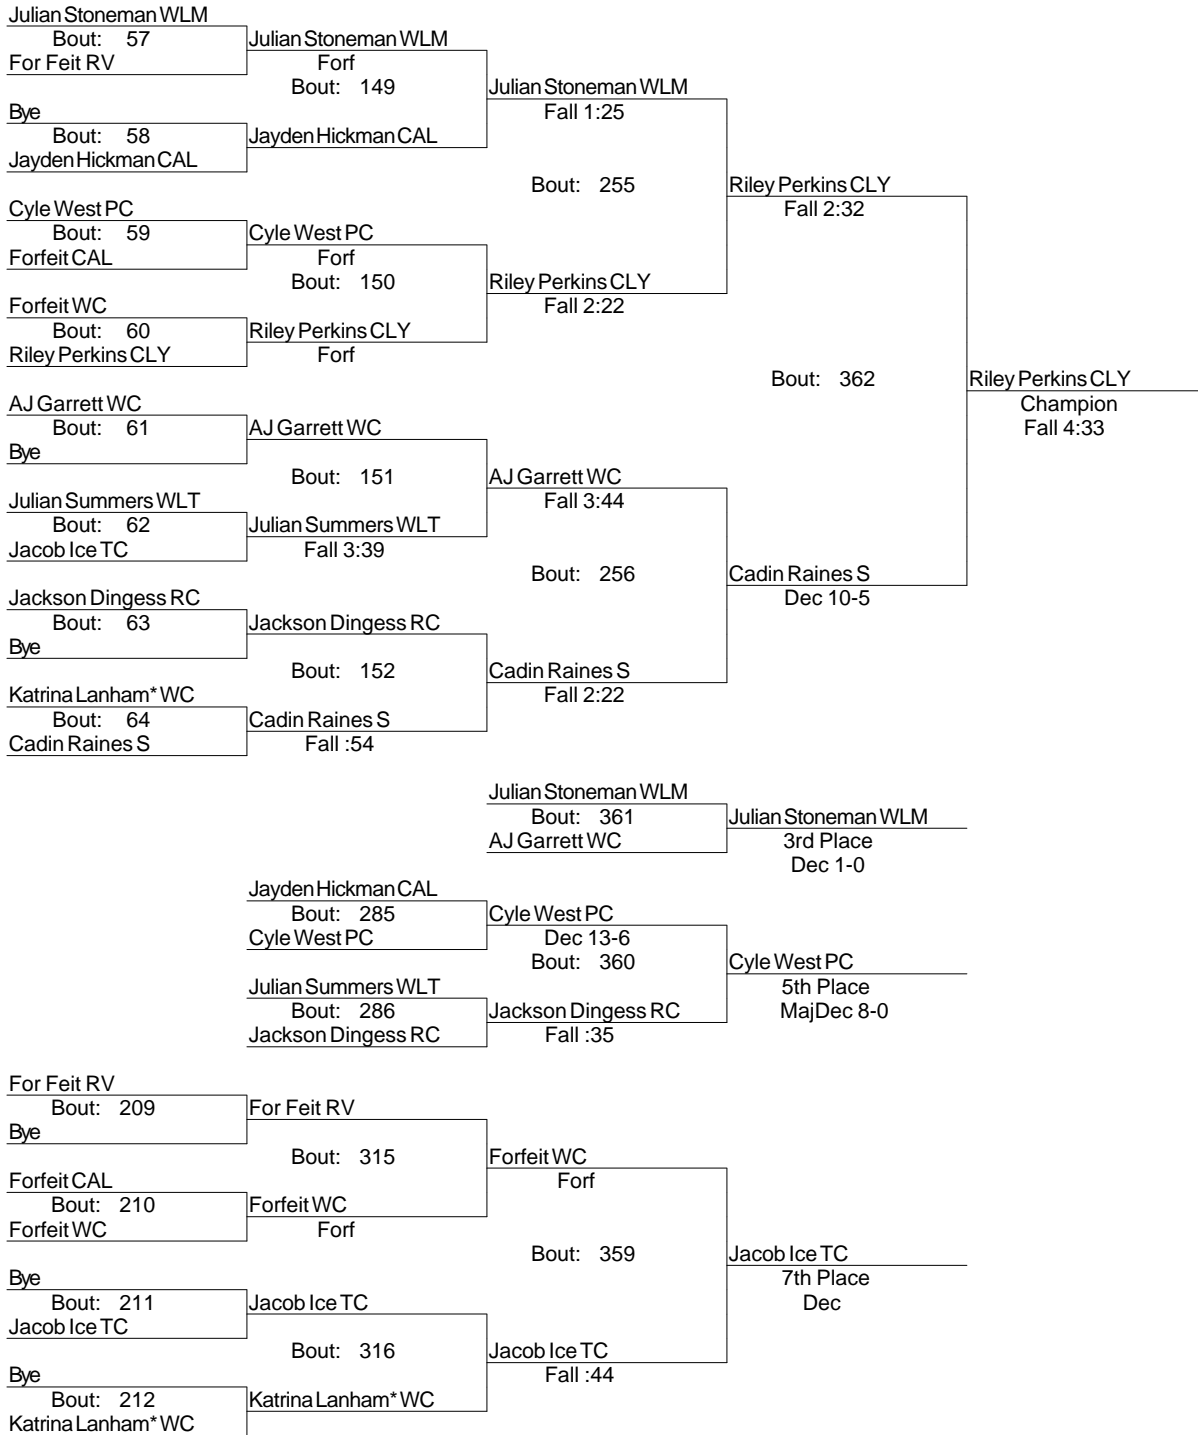 Julian Stoneman WLM
Bout: 57
For Feit RV
Julian Stoneman WLM
Forf
Bout: 149
Bye
Bout: 58
Jayden Hickman CAL
Jayden Hickman CAL
Julian Stoneman WLM
Fall 1:25
Bout: 255
Cyle West PC
Bout: 59
Forfeit CAL
Cyle West PC
Forf
Bout: 150
Forfeit WC
Bout: 60
Riley Perkins CLY
Riley Perkins CLY
Forf
Riley Perkins CLY
Fall 2:22
Riley Perkins CLY
Fall 2:32
Bout: 362
Riley Perkins CLY
Champion
Fall 4:33
AJ Garrett WC
Bout: 61
Bye
AJ Garrett WC
Bout: 151
Julian Summers WLT
Bout: 62
Jacob Ice TC
Julian Summers WLT
Fall 3:39
AJ Garrett WC
Fall 3:44
Bout: 256
Jackson Dingess RC
Bout: 63
Bye
Jackson Dingess RC
Bout: 152
Katrina Lanham* WC
Bout: 64
Cadin Raines S
Cadin Raines S
Fall :54
Cadin Raines S
Fall 2:22
Cadin Raines S
Dec 10-5
Julian Stoneman WLM
Bout: 361
AJ Garrett WC
Julian Stoneman WLM
3rd Place
Dec 1-0
Jayden Hickman CAL
Bout: 285
Cyle West PC
Cyle West PC
Dec 13-6
Bout: 360
Julian Summers WLT
Bout: 286
Jackson Dingess RC
Jackson Dingess RC
Fall :35
Cyle West PC
5th Place
MajDec 8-0
For Feit RV
Bout: 209
Bye
For Feit RV
Bout: 315
Forfeit CAL
Bout: 210
Forfeit WC
Forfeit WC
Forf
Forfeit WC
Forf
Bout: 359
Bye
Bout: 211
Jacob Ice TC
Jacob Ice TC
Bout: 316
Bye
Bout: 212
Katrina Lanham* WC
Katrina Lanham* WC
Jacob Ice TC
Fall :44
Jacob Ice TC
7th Place
Dec